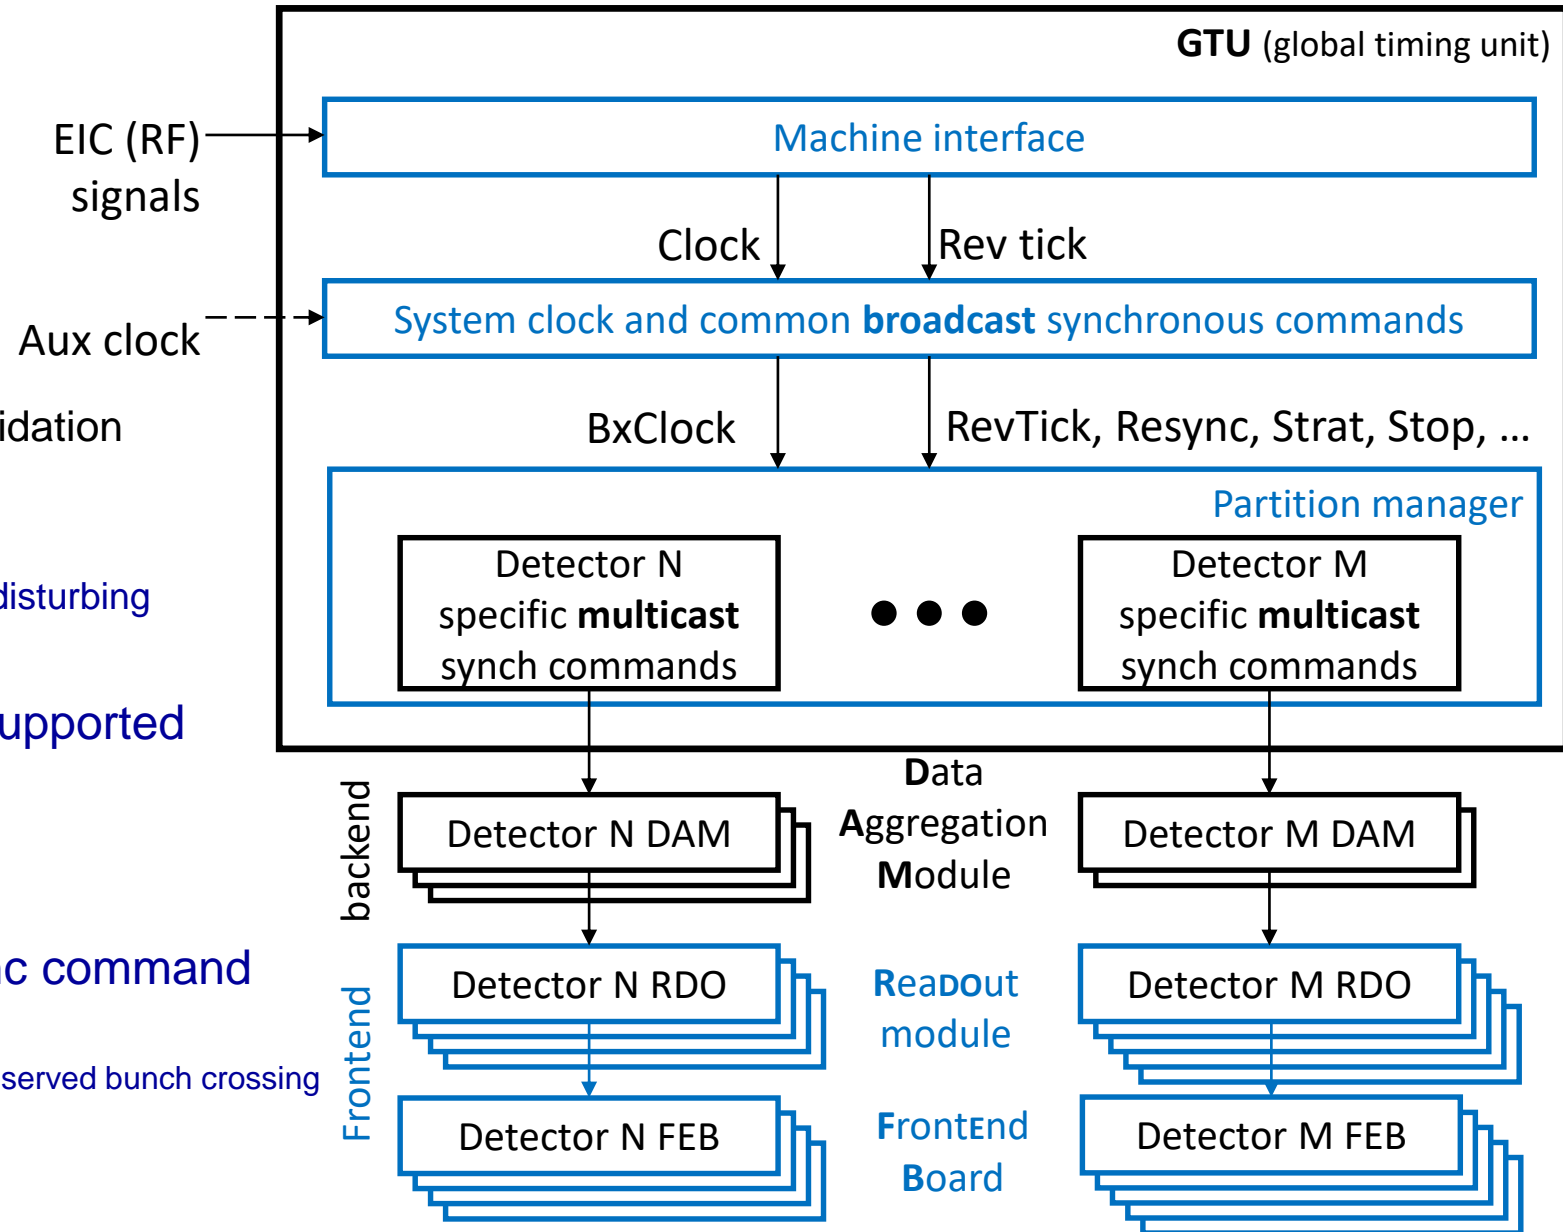 GTU (global timing unit)
EIC (RF)
signals
Machine interface
Clock
Rev tick
Aux clock
System clock and common broadcast synchronous commands
idation
BxClock
RevTick, Resync, Strat, Stop, ...
Partition manager
disturbing
Detector N
specific multicast
synch commands
Detector M
specific multicast
synch commands
upported
backend
Detector N DAM
Data
Aggregation
Module
Detector M DAM
nc command
Frontend
Detector N RDO
ReaDOut
module
Detector M RDO
served bunch crossing
Detector N FEB
FrontEnd
Board
Detector M FEB